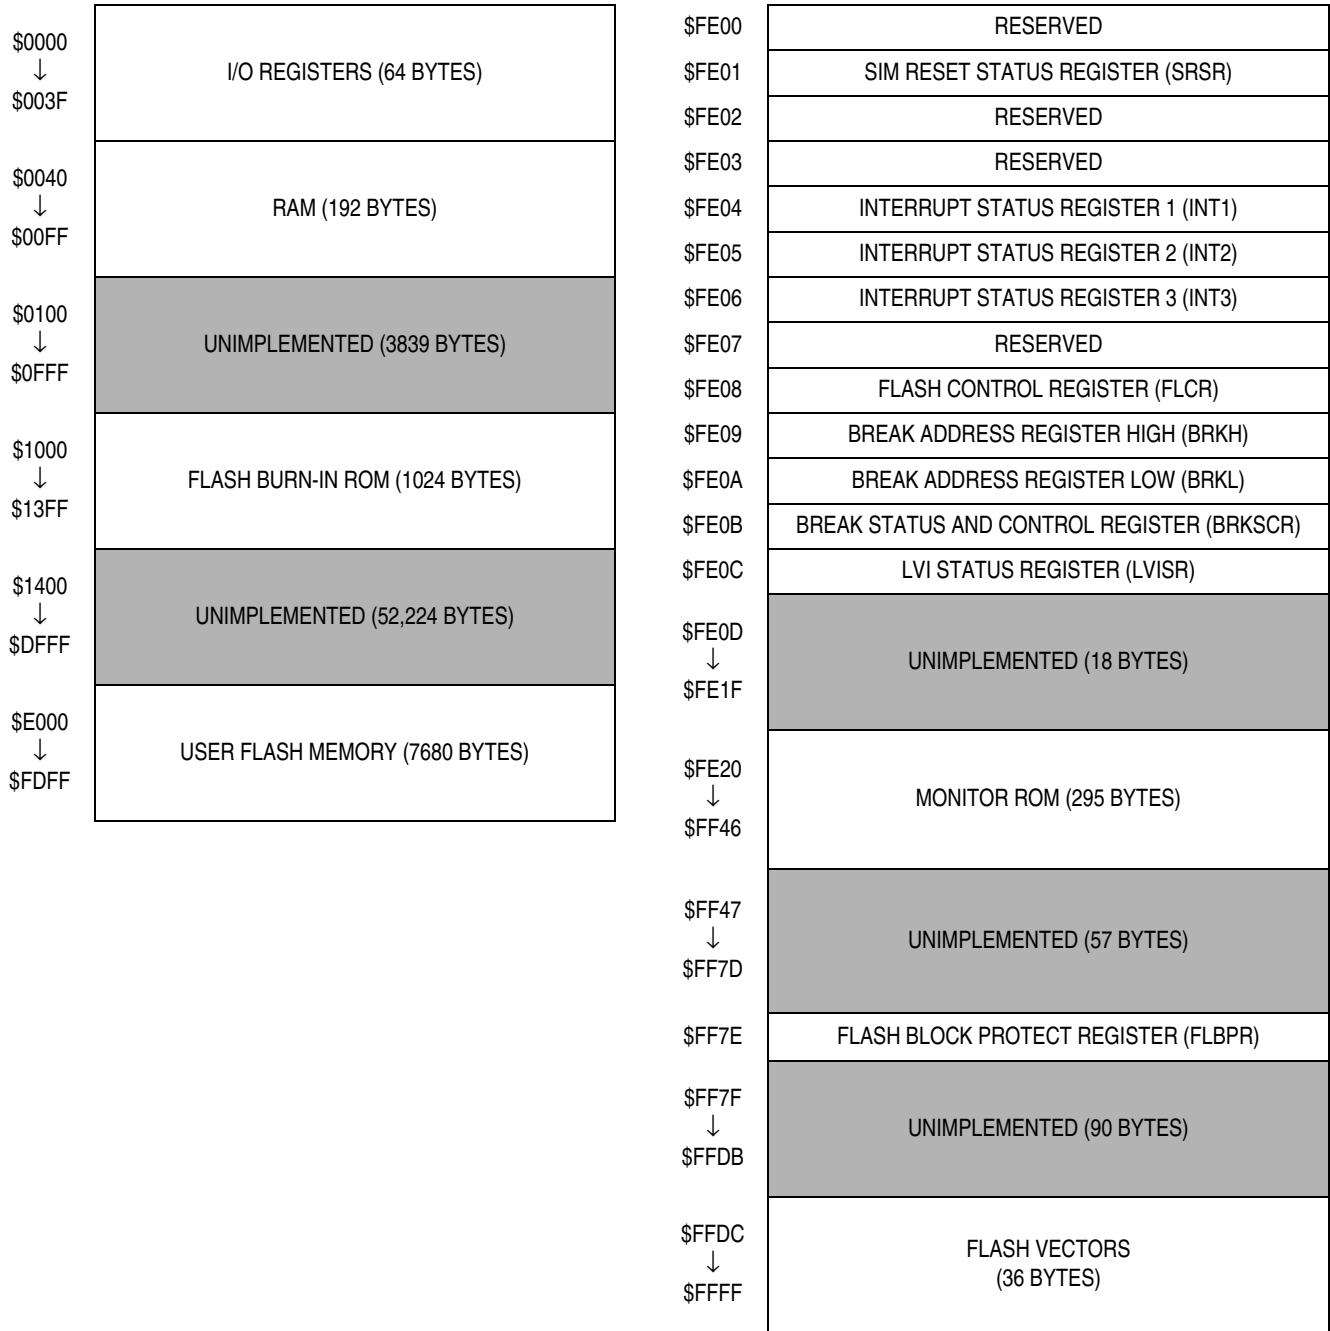 $0000
↓
$003F
I/O REGISTERS (64 BYTES)
$0040
↓
$00FF
RAM (192 BYTES)
$0100
↓
$0FFF
UNIMPLEMENTED (3839 BYTES)
$1000
↓
$13FF
FLASH BURN-IN ROM (1024 BYTES)
$1400
↓
$DFFF
UNIMPLEMENTED (52,224 BYTES)
$E000
↓
$FDFF
USER FLASH MEMORY (7680 BYTES)
$FE00 RESERVED
$FE01 SIM RESET STATUS REGISTER (SRSR)
$FE02 RESERVED
$FE03 RESERVED
$FE04 INTERRUPT STATUS REGISTER 1 (INT1)
$FE05 INTERRUPT STATUS REGISTER 2 (INT2)
$FE06 INTERRUPT STATUS REGISTER 3 (INT3)
$FE07 RESERVED
$FE08 FLASH CONTROL REGISTER (FLCR)
$FE09 BREAK ADDRESS REGISTER HIGH (BRKH)
$FE0A BREAK ADDRESS REGISTER LOW (BRKL)
$FE0B BREAK STATUS AND CONTROL REGISTER (BRKSCR)
$FE0C LVI STATUS REGISTER (LVISR)
$FE0D
↓
$FE1F
UNIMPLEMENTED (18 BYTES)
$FE20
↓
$FF46
MONITOR ROM (295 BYTES)
$FF47
↓
$FF7D
UNIMPLEMENTED (57 BYTES)
$FF7E FLASH BLOCK PROTECT REGISTER (FLBPR)
$FF7F
↓
$FFDB
UNIMPLEMENTED (90 BYTES)
$FFDC
↓
$FFFF
FLASH VECTORS
(36 BYTES)